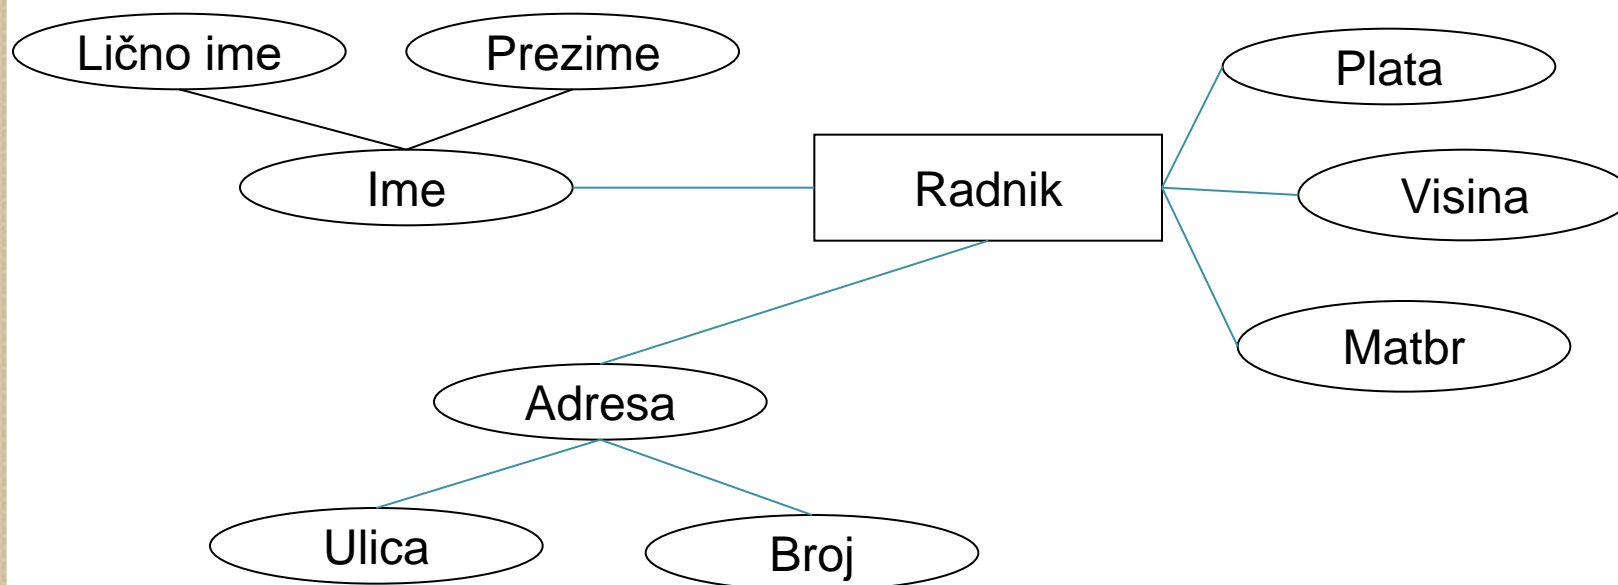 Lično ime
Prezime
Plata
Ime
Radnik
Visina
Matbr
Adresa
Ulica
Broj